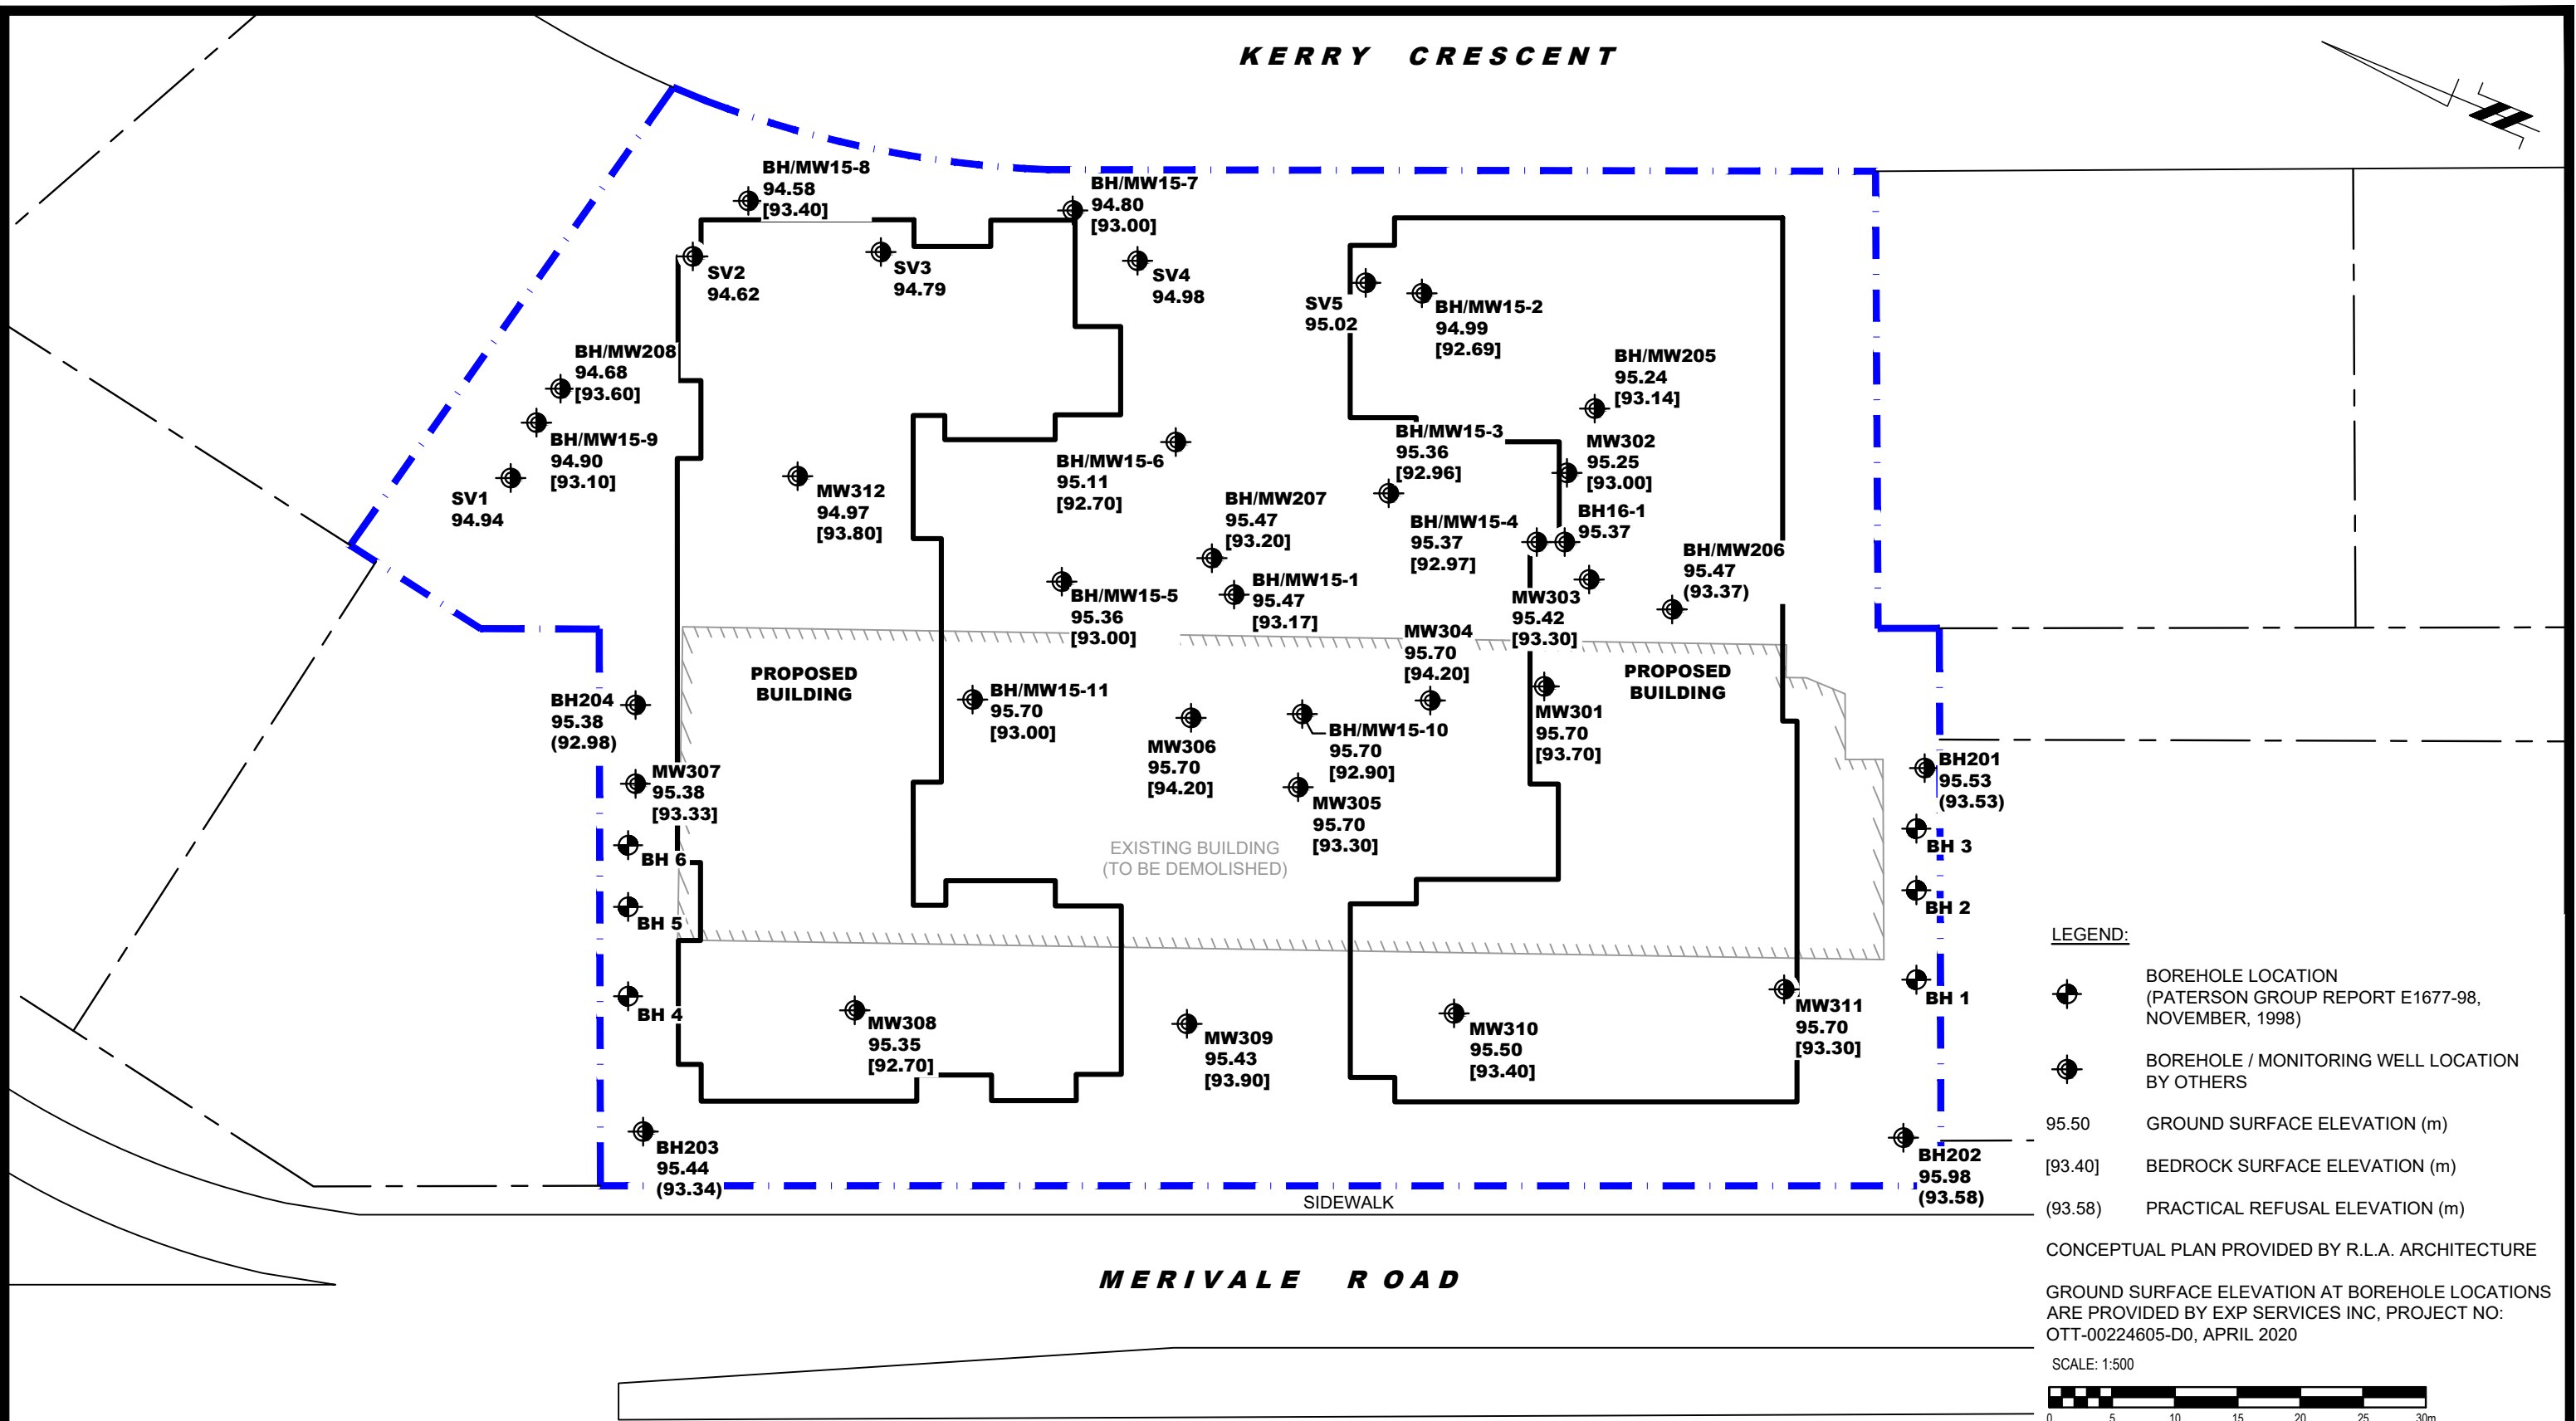 KERRY CRESCENT
BH/MW15-8
94.58
[93.40]
BH/MW15-7
94.80
[93.00]
SV2
94.62
SV3
94.79
SV4
94.98
SV5
95.02
BH/MW15-2
94.99
[92.69]
BH/MW208
94.68
[93.60]
BH/MW205
95.24
[93.14]
BH/MW15-9
94.90
[93.10]
SV1
94.94
MW312
94.97
[93.80]
BH/MW15-6
95.11
[92.70]
BH/MW15-3
95.36
[92.96]
MW302
95.25
[93.00]
BH/MW207
95.47
[93.20]
BH/MW15-4
95.37
[92.97]
BH16-1
95.37
BH/MW206
95.47
(93.37)
BH/MW15-5
95.36
[93.00]
BH/MW15-1
95.47
[93.17]
MW303
95.42
[93.30]
MW304
95.70
[94.20]
PROPOSED
BUILDING
PROPOSED
BUILDING
BH204
95.38
(92.98)
BH/MW15-11
95.70
[93.00]
MW306
95.70
[94.20]
BH/MW15-10
95.70
[92.90]
MW301
95.70
[93.70]
MW307
95.38
[93.33]
MW305
95.70
[93.30]
BH201
95.53
(93.53)
EXISTING BUILDING
(TO BE DEMOLISHED)
BH 6
BH 5
BH 4
BH 3
BH 2
BH 1
MW308
95.35
[92.70]
MW309
95.43
[93.90]
MW310
95.50
[93.40]
MW311
95.70
[93.30]
BH203
95.44
(93.34)
BH202
95.98
(93.58)
SIDEWALK
MERIVALE ROAD
LEGEND:
BOREHOLE LOCATION
(PATERSON GROUP REPORT E1677-98,
NOVEMBER, 1998)
BOREHOLE / MONITORING WELL LOCATION
BY OTHERS
95.50 GROUND SURFACE ELEVATION (m)
[93.40] BEDROCK SURFACE ELEVATION (m)
(93.58) PRACTICAL REFUSAL ELEVATION (m)
CONCEPTUAL PLAN PROVIDED BY R.L.A. ARCHITECTURE
GROUND SURFACE ELEVATION AT BOREHOLE LOCATIONS
ARE PROVIDED BY EXP SERVICES INC, PROJECT NO:
OTT-00224605-D0, APRIL 2020
SCALE: 1:500
0 5 10 15 20 25 30m